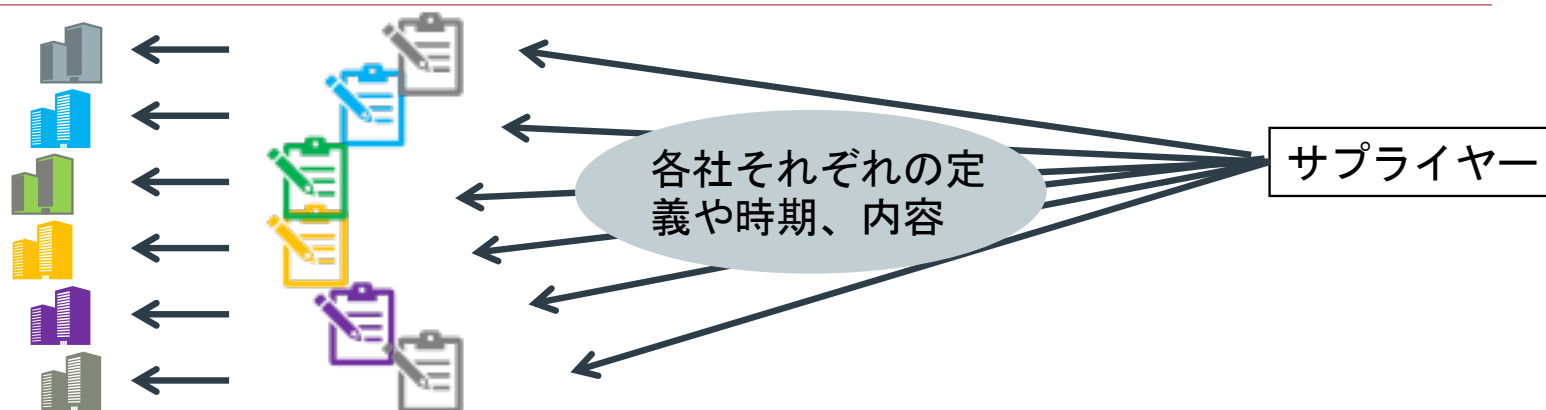 各社それぞれの定
義や時期、内容
サプライヤー